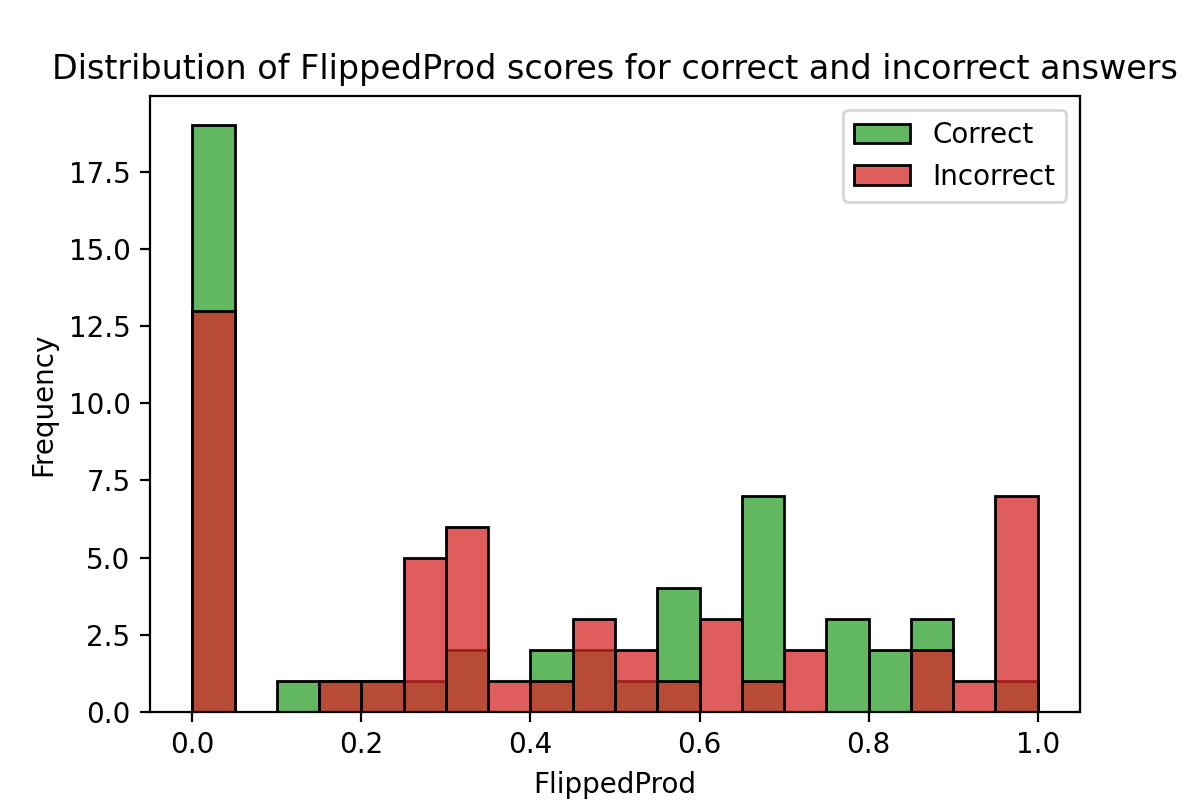 Distribution of FlippedProd scores for correct and incorrect answers
Correct
Incorrect
17.5
15.0
12.5
10.0
7.5
5.0
2.5
0.0
Frequency
0.0 0.2 0.4 0.6 0.8 1.0
FlippedProd